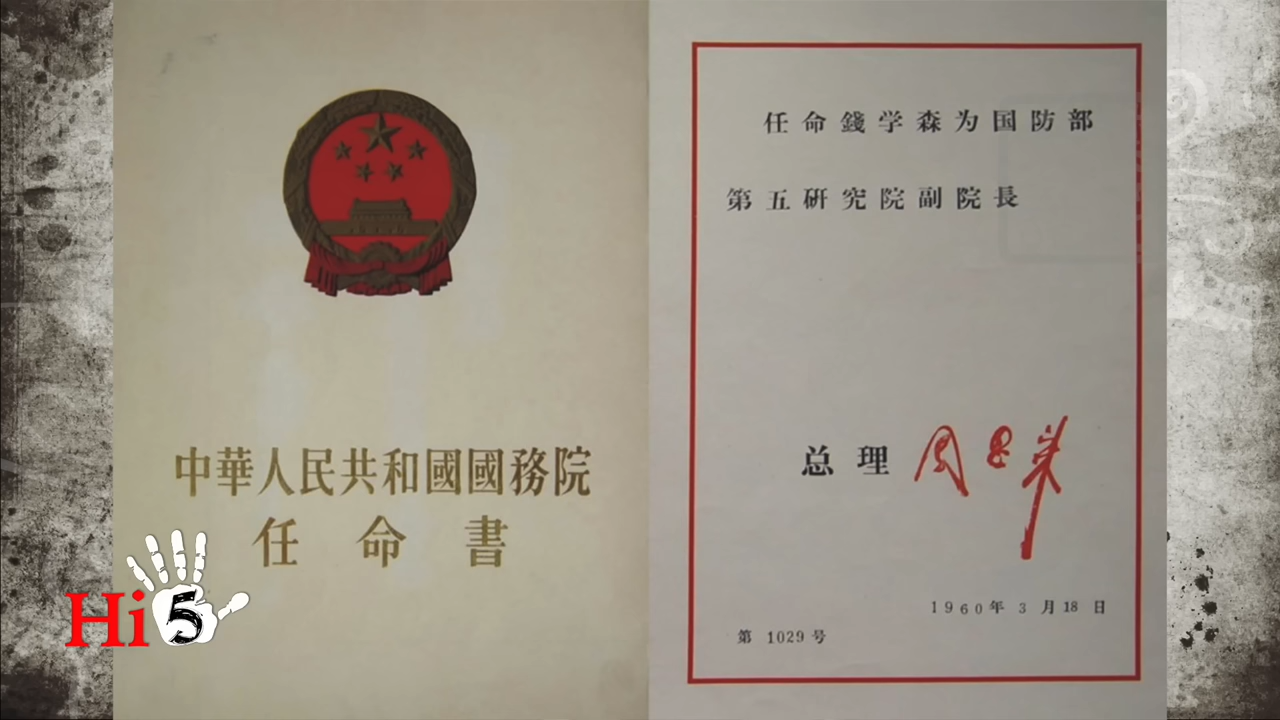 中華人民共和國國務院
任命書
任命錢学森为国防部
第五研究院副院長
总理 周恩来
1960年3月18日
第 1029 号
Hi 5